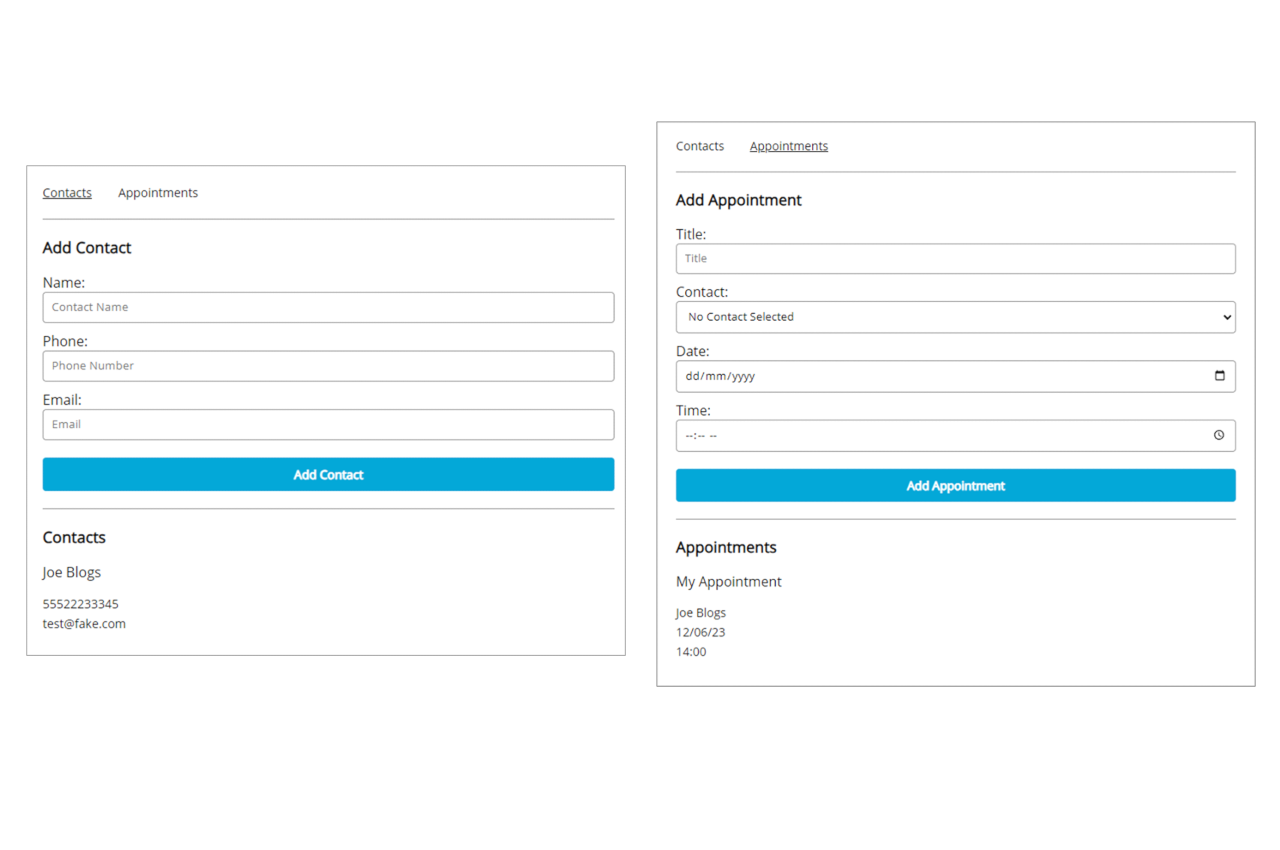 Contacts Appointments
Add Contact
Name:
Contact Name
Phone:
Phone Number
Email:
Email
Add Contact
Contacts
Joe Blogs
55522233345
test@fake.com
Contacts Appointments
Add Appointment
Title:
Title
Contact:
No Contact Selected
Date:
dd/mm/yyyy
Time:
--:-- --
Add Appointment
Appointments
My Appointment
Joe Blogs
12/06/23
14:00